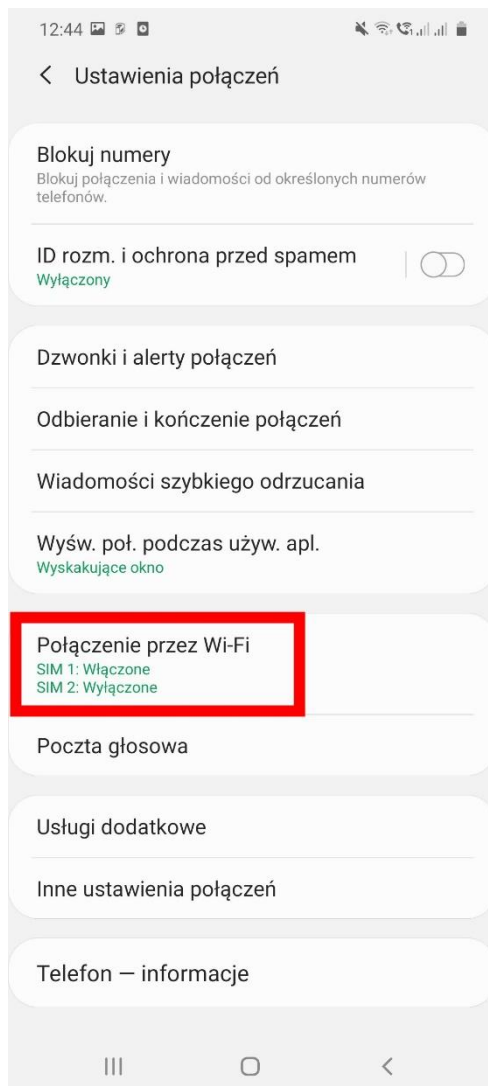 12:44
Ustawienia połączeń
Blokuj numery
Blokuj połączenia i wiadomości od określonych numerów
telefonów.
ID rozm. i ochrona przed spamem
Wyłączony
Dzwonki i alerty połączeń
Odbieranie i kończenie połączeń
Wiadomości szybkiego odrzucania
Wyśw. poł. podczas używ. apl.
Wyskakujące okno
Połączenie przez Wi-Fi
SIM 1: Włączone
SIM 2: Wyłączone
Poczta głosowa
Usługi dodatkowe
Inne ustawienia połączeń
Telefon — informacje